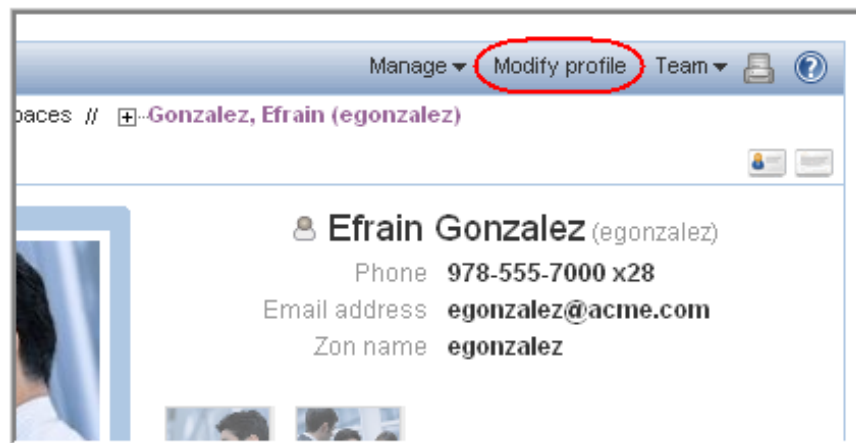 Manage Modify profile Team ?
paces // + Gonzalez, Efrain (egonzalez)
Efrain Gonzalez (egonzalez)
Phone 978-555-7000 x28
Email address egonzalez@acme.com
Zon name egonzalez